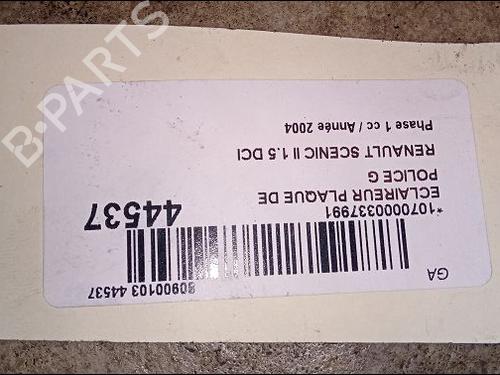 B-PARTS
GA
80900103 44537
*1070000337991
44537
ECLAIREUR PLAQUE DE
POLICE G
RENAULT SCENIC II 1.5 DCI
Phase 1 cc / Année 2004